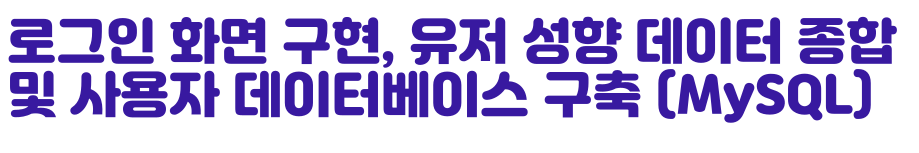 로그인 화면 구현, 유저 성향 데이터 종합
및 사용자 데이터베이스 구축 (MySQL)